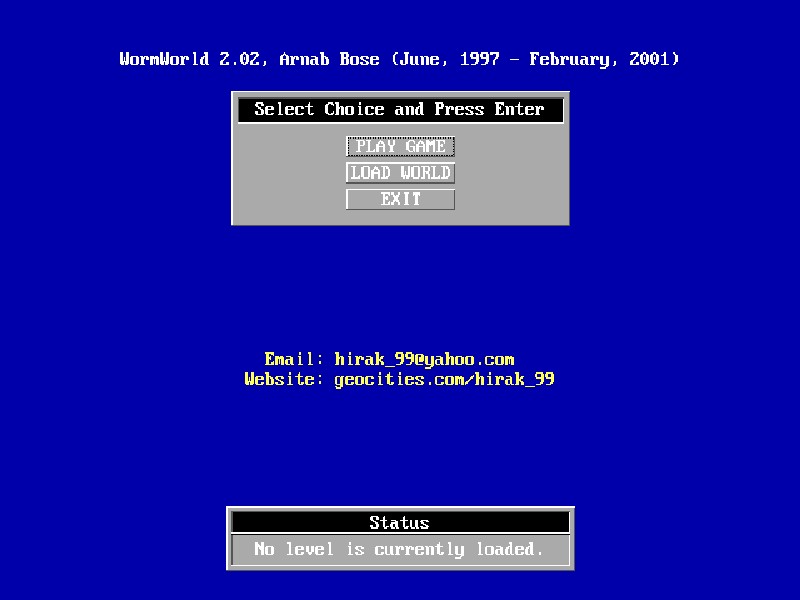 WormWorld 2.02, Arnab Bose (June, 1997 - February, 2001)
Select Choice and Press Enter
PLAY GAME
LOAD WORLD
EXIT
Email: hirak_99@yahoo.com
Website: geocities.com/hirak_99
Status
No level is currently loaded.